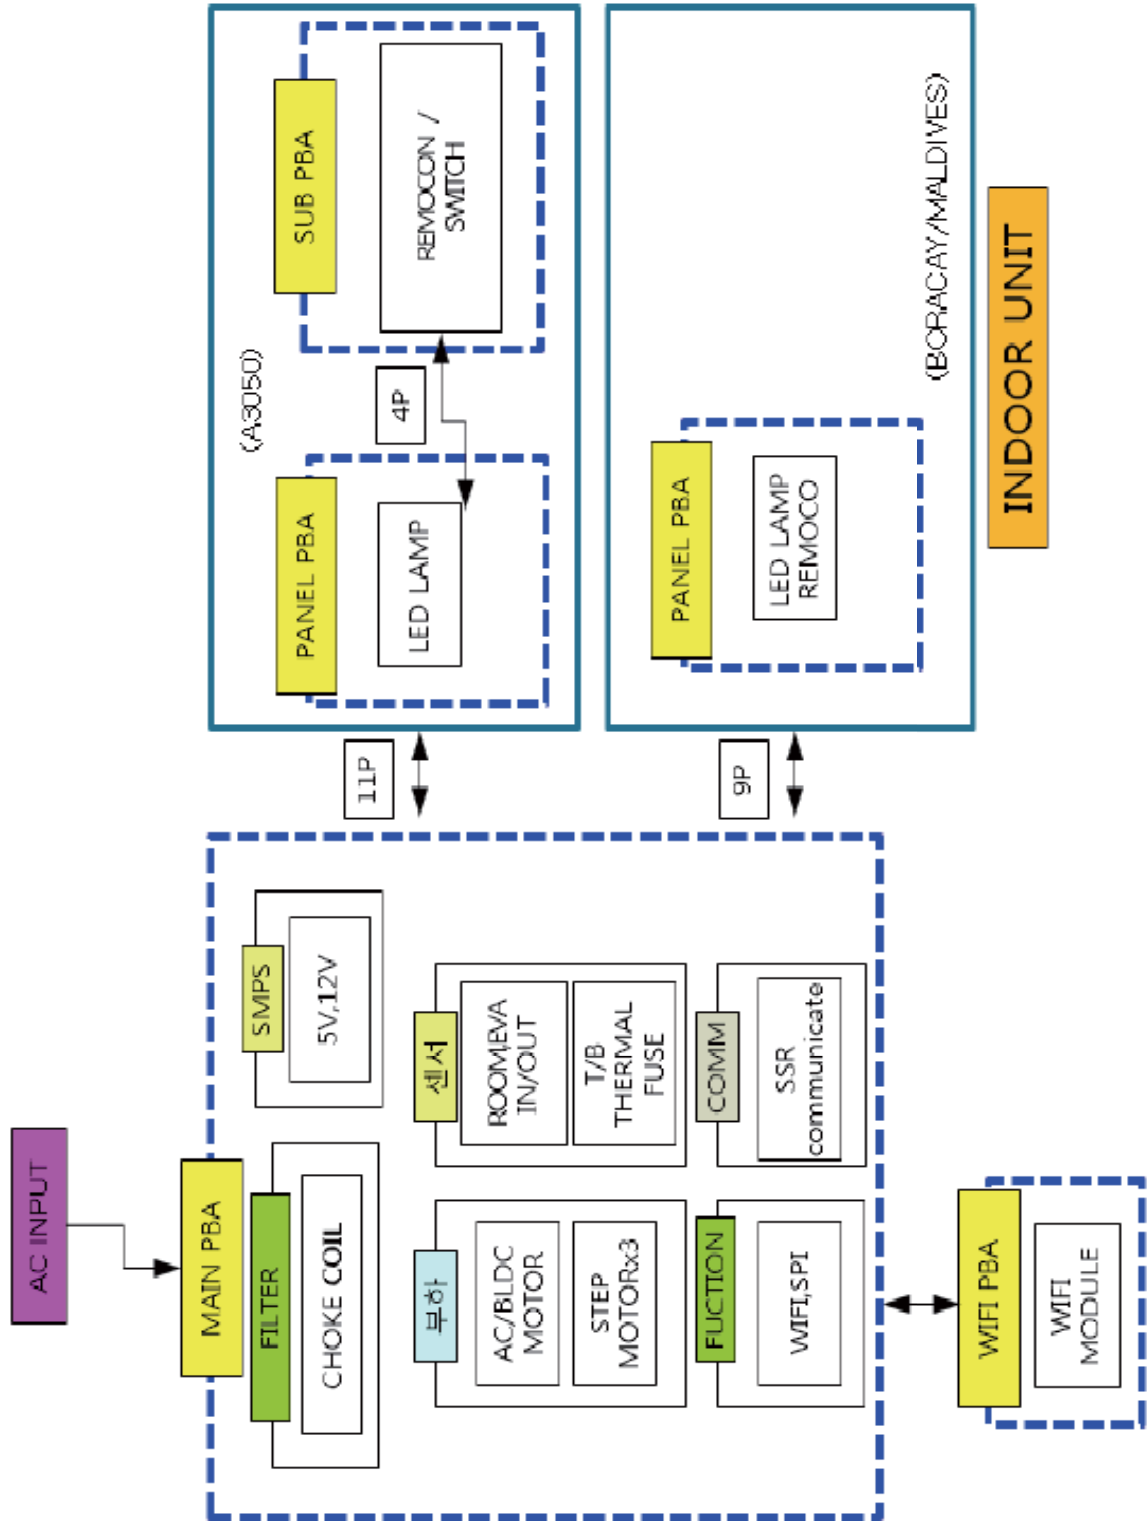 AC INPUT
MAIN PBA
FILTER
CHOKE COIL
SMPS
5V,12V
부하
AC/BLDC
MOTOR
STEP
MOTORx3
센서
ROOM,EVA
IN/OUT
T/B
THERMAL
FUSE
FUCTION
WIFI,SPI
COMM
SSR
communicate
WIFI PBA
WIFI
MODULE
11P
9P
(A3050)
PANEL PBA
LED LAMP
4P
SUB PBA
REMOCON /
SWITCH
PANEL PBA
LED LAMP
REMOCO
(BORACAY/MALDIVES)
INDOOR UNIT